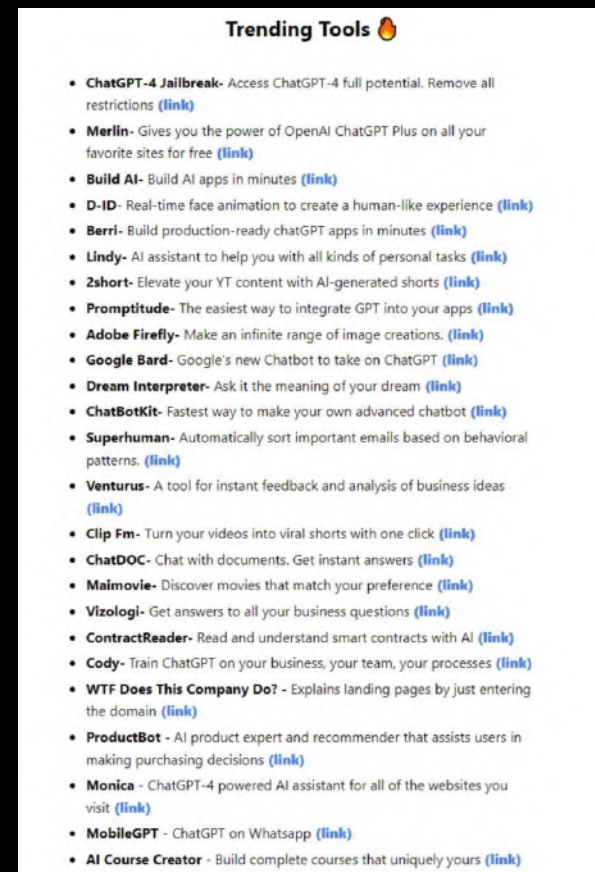 Trending Tools 🔥
• ChatGPT-4 Jailbreak- Access ChatGPT-4 full potential. Remove all
restrictions (link)
• Merlin- Gives you the power of OpenAI ChatGPT Plus on all your
favorite sites for free (link)
• Build AI- Build AI apps in minutes (link)
• D-ID- Real-time face animation to create a human-like experience (link)
• Berri- Build production-ready chatGPT apps in minutes (link)
• Lindy- AI assistant to help you with all kinds of personal tasks (link)
• 2short- Elevate your YT content with AI-generated shorts (link)
• Promptitude- The easiest way to integrate GPT into your apps (link)
• Adobe Firefly- Make an infinite range of image creations. (link)
• Google Bard- Google's new Chatbot to take on ChatGPT (link)
• Dream Interpreter- Ask it the meaning of your dream (link)
• ChatBotKit- Fastest way to make your own advanced chatbot (link)
• Superhuman- Automatically sort important emails based on behavioral
patterns. (link)
• Venturus- A tool for instant feedback and analysis of business ideas
(link)
• Clip Fm- Turn your videos into viral shorts with one click (link)
• ChatDOC- Chat with documents. Get instant answers (link)
• Maimovie- Discover movies that match your preference (link)
• Vizologi- Get answers to all your business questions (link)
• ContractReader- Read and understand smart contracts with AI (link)
• Cody- Train ChatGPT on your business, your team, your processes (link)
• WTF Does This Company Do? - Explains landing pages by just entering
the domain (link)
• ProductBot - AI product expert and recommender that assists users in
making purchasing decisions (link)
• Monica - ChatGPT-4 powered AI assistant for all of the websites you
visit (link)
• MobileGPT - ChatGPT on Whatsapp (link)
• AI Course Creator - Build complete courses that uniquely yours (link)